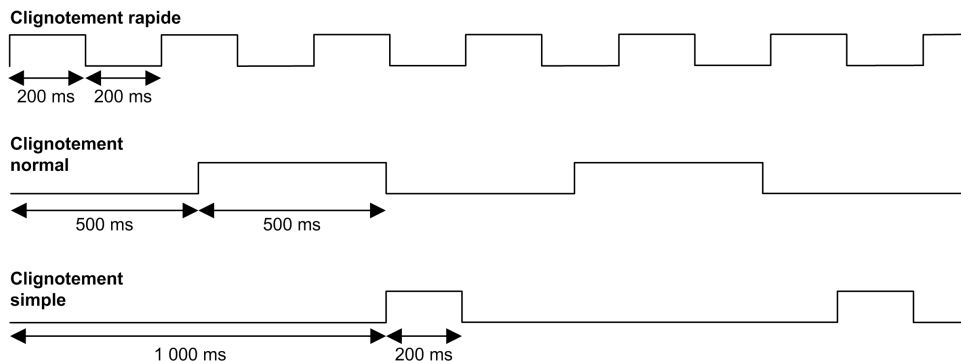 Clignotement rapide
200 ms 200 ms
Clignotement
normal
500 ms 500 ms
Clignotement
simple
1 000 ms 200 ms